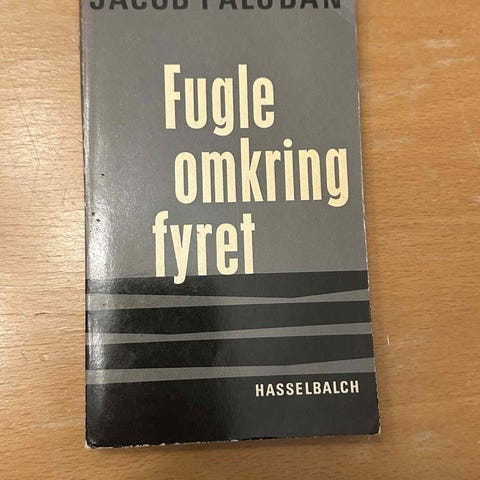 JACOB PALUDAN
Fugle
omkring
fyret
HASSELBALCH